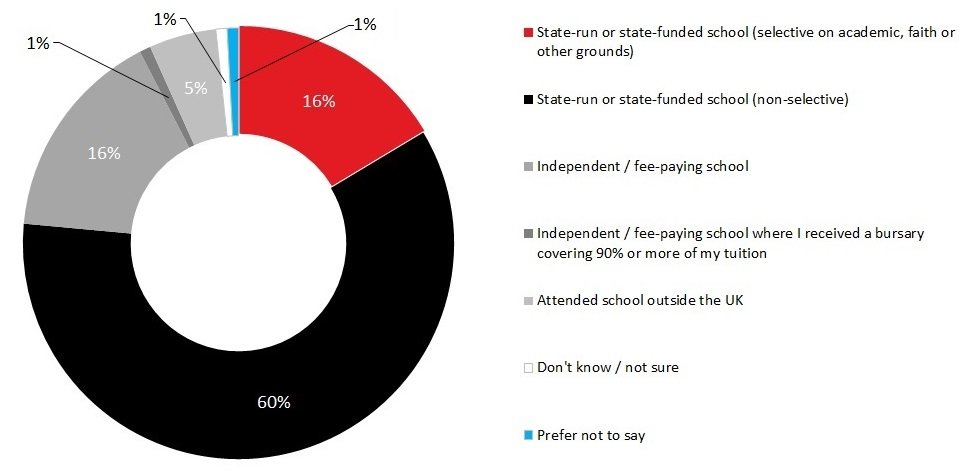 1%
1%
1%
5%
16%
16%
60%
State-run or state-funded school (selective on academic, faith or
other grounds)
State-run or state-funded school (non-selective)
Independent / fee-paying school
Independent / fee-paying school where I received a bursary
covering 90% or more of my tuition
Attended school outside the UK
Don't know / not sure
Prefer not to say